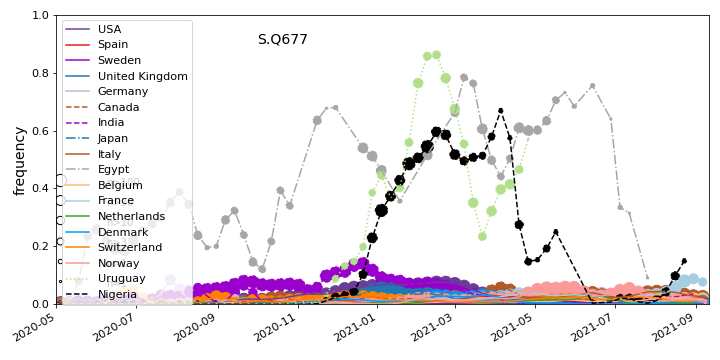 S.Q677
frequency
1.0
0.8
0.6
0.4
0.2
0.0
USA
Spain
Sweden
United Kingdom
Germany
Canada
India
Japan
Italy
Egypt
Belgium
France
Netherlands
Denmark
Switzerland
Norway
Uruguay
Nigeria
2020-05
2020-07
2020-09
2020-11
2021-01
2021-03
2021-05
2021-07
2021-09